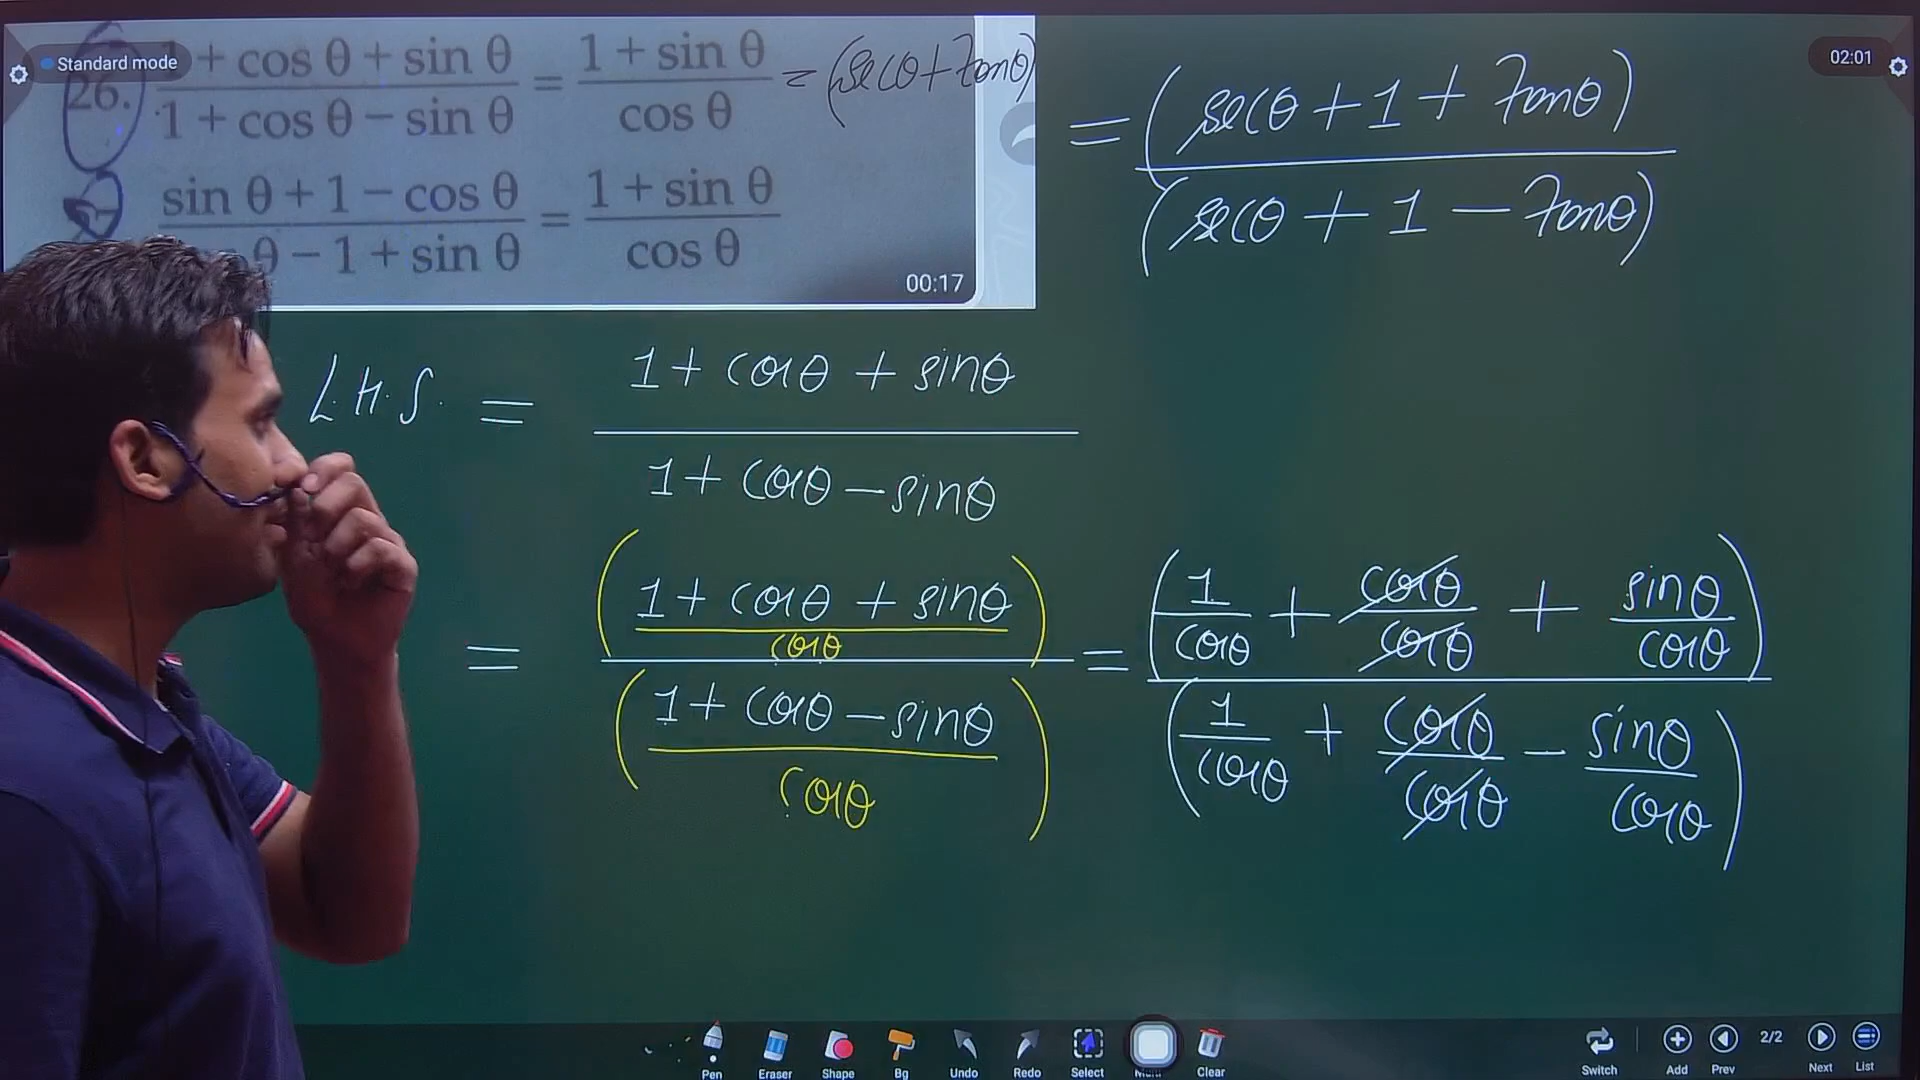 Standard mode
02:01
26. 1 + cos θ + sin θ / 1 + cos θ − sin θ = 1 + sin θ / cos θ = (secθ + tanθ)
sin θ + 1 − cos θ / θ − 1 + sin θ = 1 + sin θ / cos θ
00:17
= (secθ + 1 + tanθ) / (secθ + 1 − tanθ)
L.H.S. = 1 + cosθ + sinθ / 1 + cosθ − sinθ
= (1 + cosθ + sinθ / cosθ) / (1 + cosθ − sinθ / cosθ) = (1/cosθ + cosθ/cosθ + sinθ/cosθ) / (1/cosθ + cosθ/cosθ − sinθ/cosθ)
Pen Eraser Shape Bg Undo Redo Select Clear Switch Add Prev 2/2 Next List